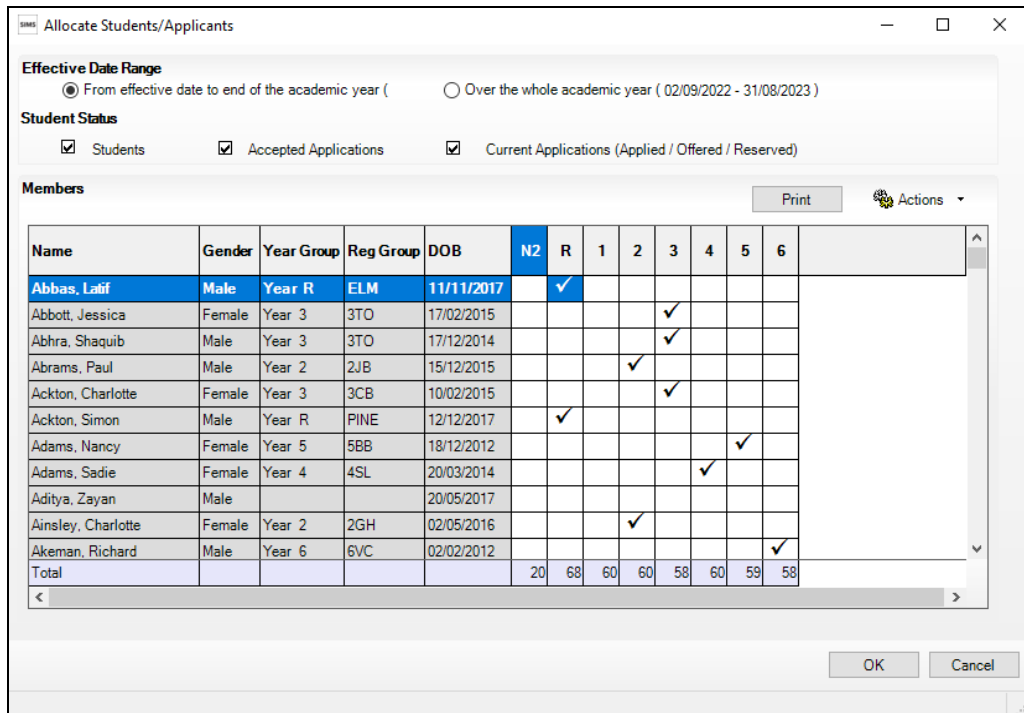 SIMS Allocate Students/Applicants
Effective Date Range
From effective date to end of the academic year ( Over the whole academic year ( 02/09/2022 - 31/08/2023 )
Student Status
Students Accepted Applications Current Applications (Applied / Offered / Reserved)
Members
Print Actions
Name Gender Year Group Reg Group DOB N2 R 1 2 3 4 5 6
Abbas, Latif Male Year R ELM 11/11/2017 ✓
Abbott, Jessica Female Year 3 3TO 17/02/2015 ✓
Abhra, Shaquib Male Year 3 3TO 17/12/2014 ✓
Abrams, Paul Male Year 2 2JB 15/12/2015 ✓
Ackton, Charlotte Female Year 3 3CB 10/02/2015 ✓
Ackton, Simon Male Year R PINE 12/12/2017 ✓
Adams, Nancy Female Year 5 5BB 18/12/2012 ✓
Adams, Sadie Female Year 4 4SL 20/03/2014 ✓
Aditya, Zayan Male 20/05/2017
Ainsley, Charlotte Female Year 2 2GH 02/05/2016 ✓
Akeman, Richard Male Year 6 6VC 02/02/2012 ✓
Total 20 68 60 60 58 60 59 58
OK Cancel